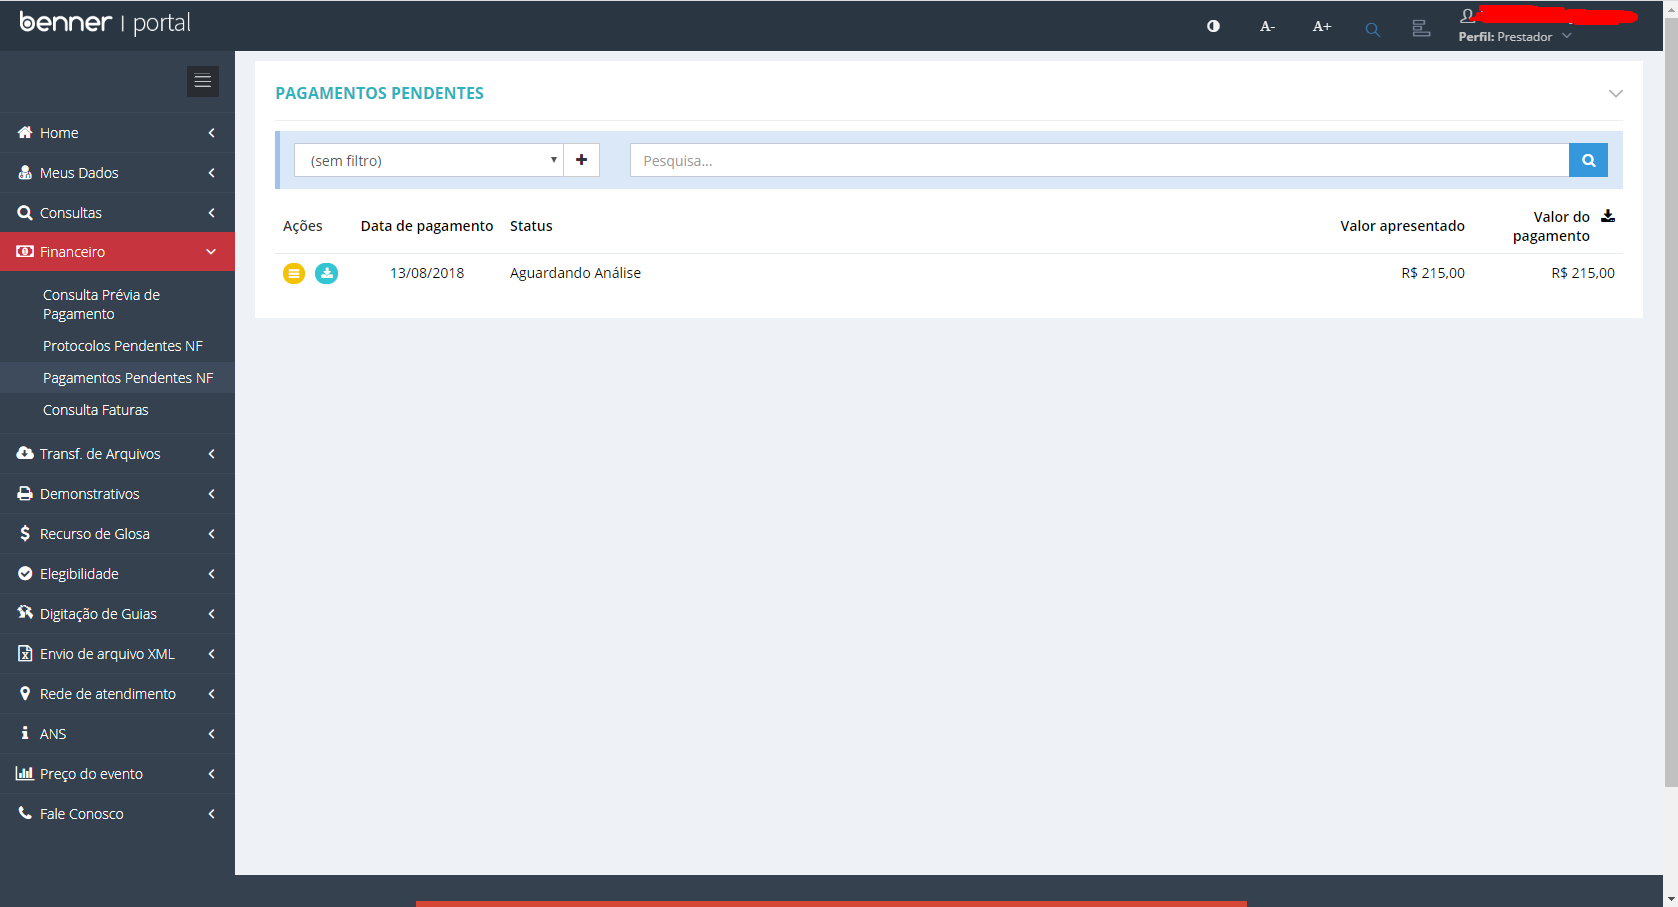 benner | portal
A-
A+
Perfil: Prestador
Home
Meus Dados
Consultas
Financeiro
Consulta Prévia de
Pagamento
Protocolos Pendentes NF
Pagamentos Pendentes NF
Consulta Faturas
Transf. de Arquivos
Demonstrativos
Recurso de Glosa
Elegibilidade
Digitação de Guias
Envio de arquivo XML
Rede de atendimento
ANS
Preço do evento
Fale Conosco
PAGAMENTOS PENDENTES
(sem filtro)
Pesquisa...
Ações Data de pagamento Status Valor apresentado Valor do
pagamento
13/08/2018 Aguardando Análise R$ 215,00 R$ 215,00